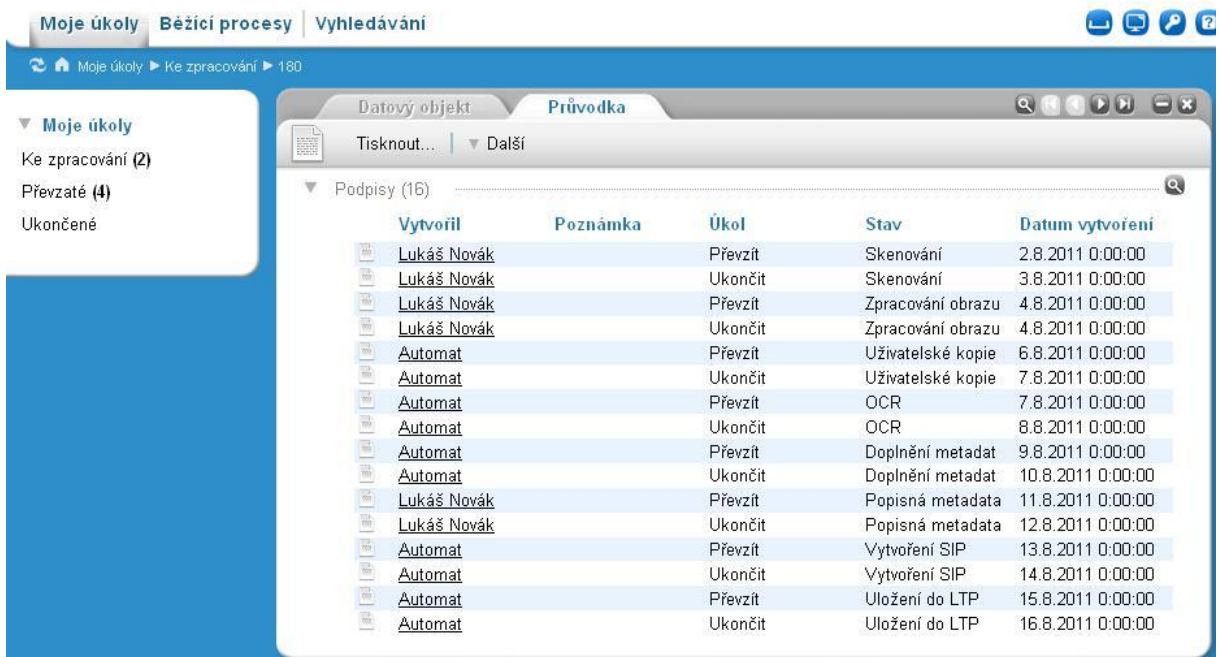 Moje úkoly Běžící procesy Vyhledávání
Moje úkoly Ke zpracování 180
Moje úkoly
Ke zpracování (2)
Převzaté (4)
Ukončené
Datový objekt Průvodka
Tisknout... Další
Podpisy (16)
Vytvořil Poznámka Úkol Stav Datum vytvoření
Lukáš Novák Převzít Skenování 2.8.2011 0:00:00
Lukáš Novák Ukončit Skenování 3.8.2011 0:00:00
Lukáš Novák Převzít Zpracování obrazu 4.8.2011 0:00:00
Lukáš Novák Ukončit Zpracování obrazu 4.8.2011 0:00:00
Automat Převzít Uživatelské kopie 6.8.2011 0:00:00
Automat Ukončit Uživatelské kopie 7.8.2011 0:00:00
Automat Převzít OCR 7.8.2011 0:00:00
Automat Ukončit OCR 8.8.2011 0:00:00
Automat Převzít Doplnění metadat 9.8.2011 0:00:00
Automat Ukončit Doplnění metadat 10.8.2011 0:00:00
Lukáš Novák Převzít Popisná metadata 11.8.2011 0:00:00
Lukáš Novák Ukončit Popisná metadata 12.8.2011 0:00:00
Automat Převzít Vytvoření SIP 13.8.2011 0:00:00
Automat Ukončit Vytvoření SIP 14.8.2011 0:00:00
Automat Převzít Uložení do LTP 15.8.2011 0:00:00
Automat Ukončit Uložení do LTP 16.8.2011 0:00:00